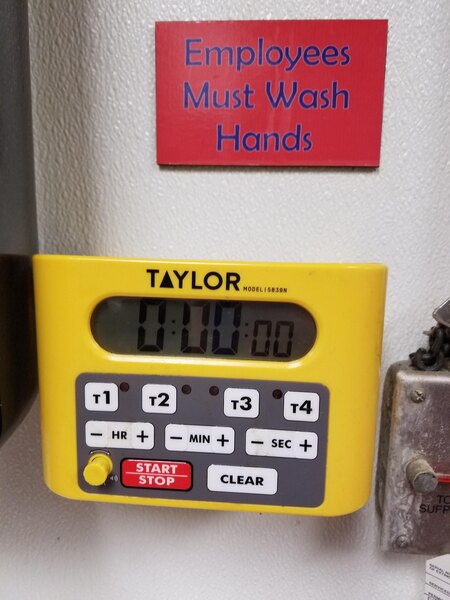 Employees
Must Wash
Hands
TAYLOR
MODEL 5839N
0:00:00
T1 T2 T3 T4
− HR + − MIN + − SEC +
START
STOP
CLEAR